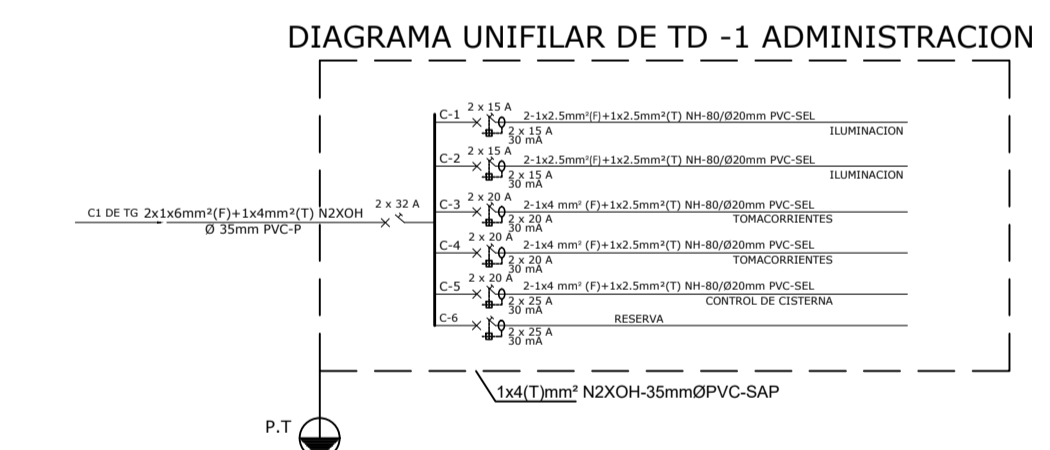 DIAGRAMA UNIFILAR DE TD -1 ADMINISTRACION
C1 DE TG 2x1x6mm²(F)+1x4mm²(T) N2XOH
Ø 35mm PVC-P
2 x 32 A
C-1 2 x 15 A 2-1x2.5mm²(F)+1x2.5mm²(T) NH-80/Ø20mm PVC-SEL
2 x 15 A ILUMINACION
30 mA
C-2 2 x 15 A 2-1x2.5mm²(F)+1x2.5mm²(T) NH-80/Ø20mm PVC-SEL
2 x 15 A ILUMINACION
30 mA
C-3 2 x 20 A 2-1x4 mm² (F)+1x2.5mm²(T) NH-80/Ø20mm PVC-SEL
2 x 20 A TOMACORRIENTES
30 mA
C-4 2 x 20 A 2-1x4 mm² (F)+1x2.5mm²(T) NH-80/Ø20mm PVC-SEL
2 x 20 A TOMACORRIENTES
30 mA
C-5 2 x 20 A 2-1x4 mm² (F)+1x2.5mm²(T) NH-80/Ø20mm PVC-SEL
2 x 25 A CONTROL DE CISTERNA
30 mA
C-6 RESERVA
2 x 25 A
30 mA
1x4(T)mm² N2XOH-35mmØPVC-SAP
P.T